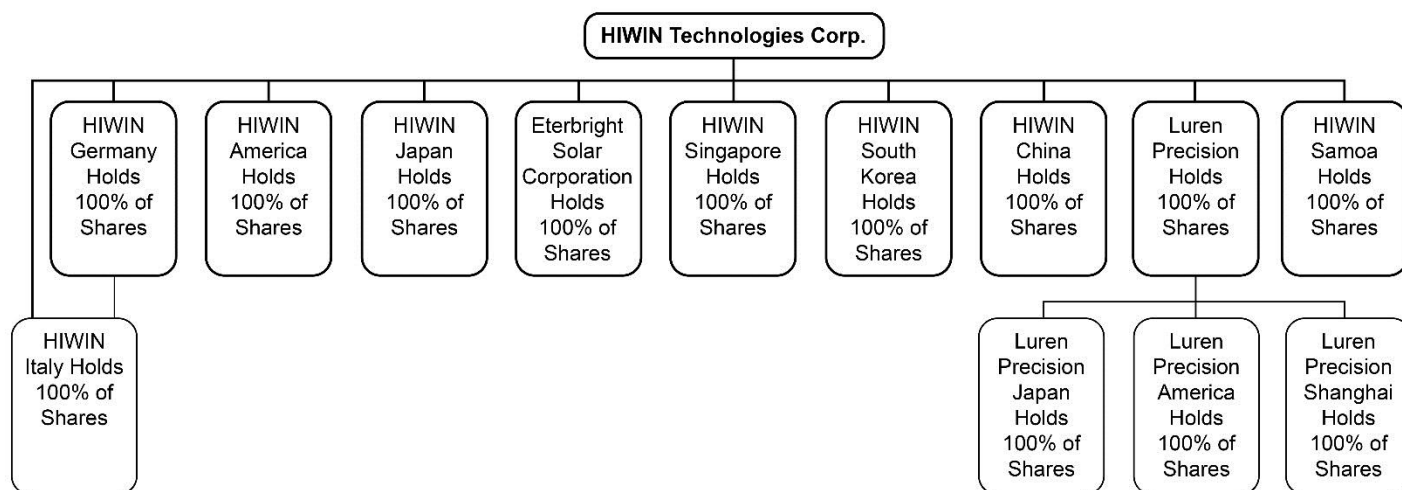 HIWIN Technologies Corp.
HIWIN
Germany
Holds
100% of
Shares
HIWIN
America
Holds
100% of
Shares
HIWIN
Japan
Holds
100% of
Shares
Eterbright
Solar
Corporation
Holds
100% of
Shares
HIWIN
Singapore
Holds
100% of
Shares
HIWIN
South
Korea
Holds
100% of
Shares
HIWIN
China
Holds
100% of
Shares
Luren
Precision
Holds
100% of
Shares
HIWIN
Samoa
Holds
100% of
Shares
HIWIN
Italy Holds
100% of
Shares
Luren
Precision
Japan
Holds
100% of
Shares
Luren
Precision
America
Holds
100% of
Shares
Luren
Precision
Shanghai
Holds
100% of
Shares